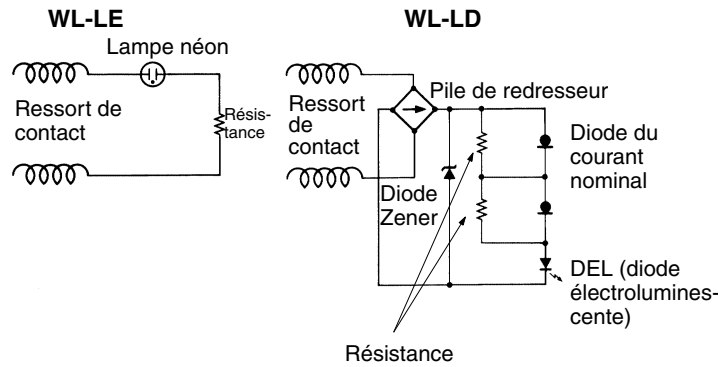 WL-LE
Lampe néon
Ressort de
contact
Résis-
tance
WL-LD
Pile de redresseur
Ressort
de
contact
Diode
Zener
Diode du
courant
nominal
DEL (diode
électrolumines-
cente)
Résistance